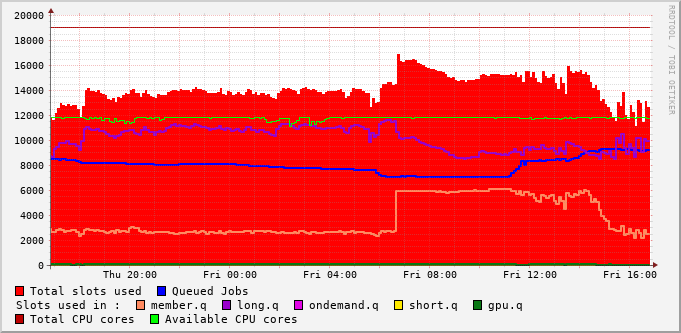 20000
18000
16000
14000
12000
10000
8000
6000
4000
2000
0
Thu 20:00 Fri 00:00 Fri 04:00 Fri 08:00 Fri 12:00 Fri 16:00
Total slots used Queued Jobs
Slots used in : member.q long.q ondemand.q short.q gpu.q
Total CPU cores Available CPU cores
RRDTOOL / TOBI OETIKER